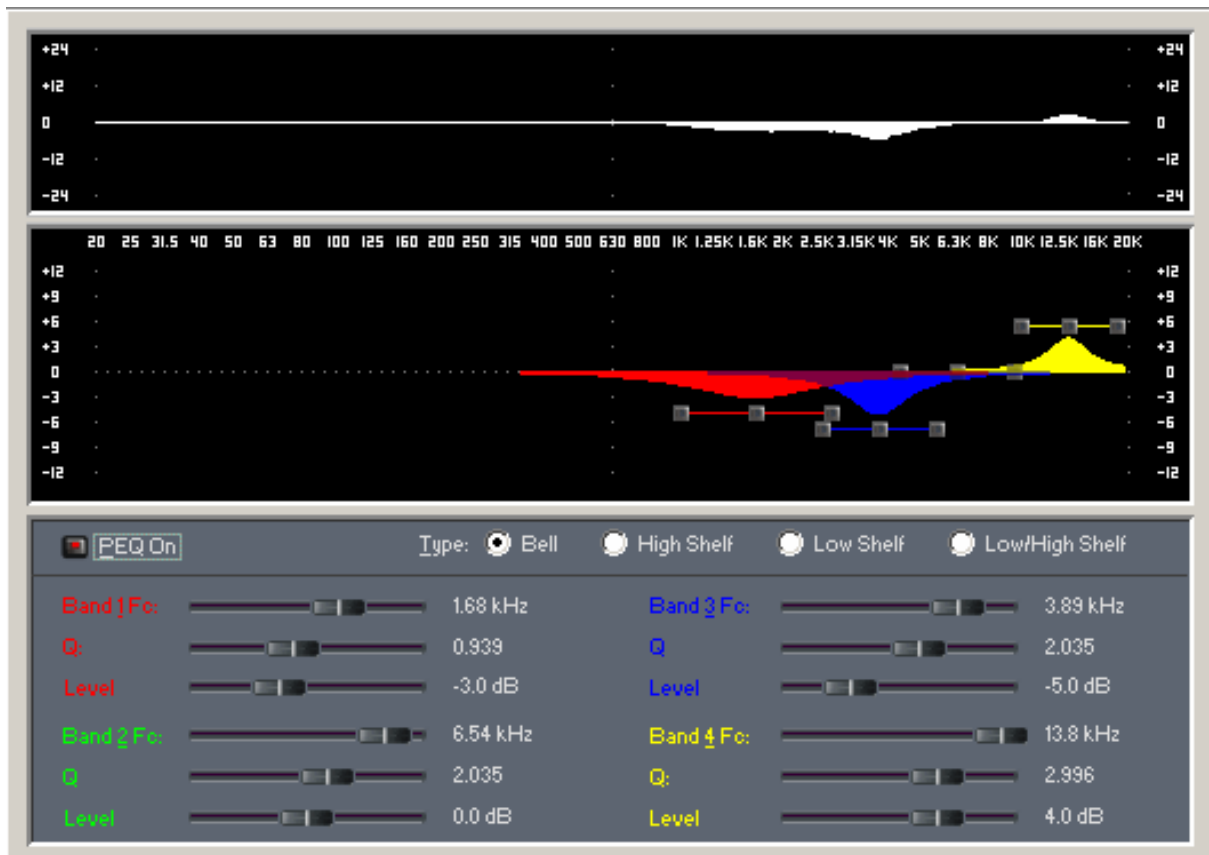 +24 +24
+12 +12
0 0
-12 -12
-24 -24
20 25 31.5 40 50 63 80 100 125 160 200 250 315 400 500 630 800 1K 1.25K 1.6K 2K 2.5K 3.15K 4K 5K 6.3K 8K 10K 12.5K 16K 20K
+12 +12
+9 +9
+6 +6
+3 +3
0 0
-3 -3
-6 -6
-9 -9
-12 -12
PEQ On Type: Bell High Shelf Low Shelf Low/High Shelf
Band 1 Fc: 1.68 kHz Band 3 Fc: 3.89 kHz
Q: 0.939 Q 2.035
Level -3.0 dB Level -5.0 dB
Band 2 Fc: 6.54 kHz Band 4 Fc: 13.8 kHz
Q 2.035 Q: 2.996
Level 0.0 dB Level 4.0 dB